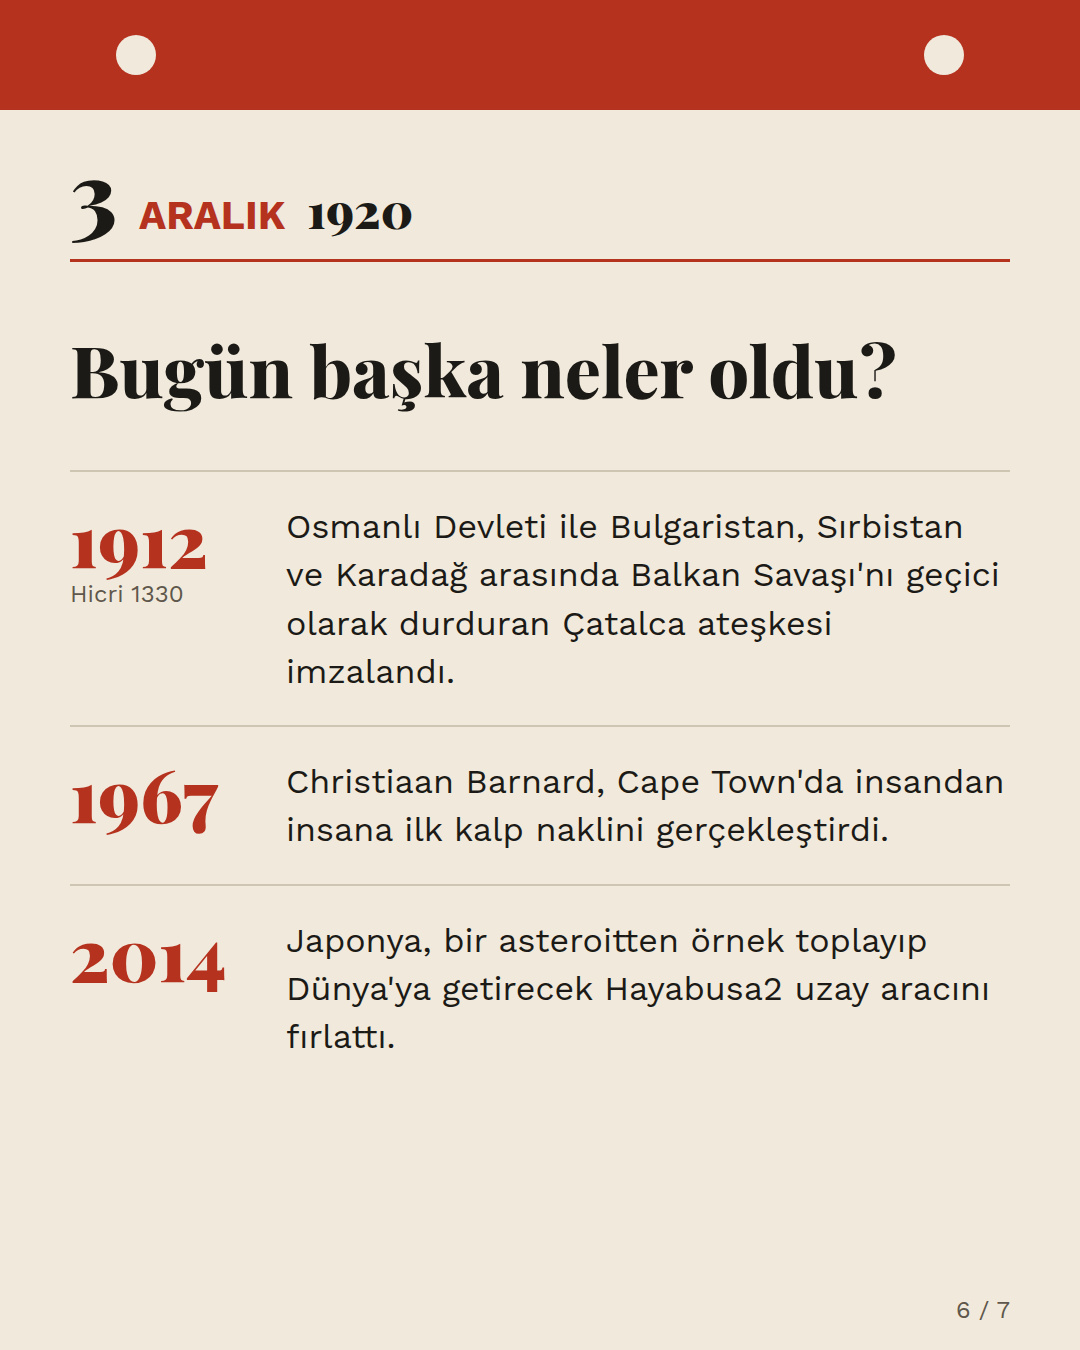 3 ARALIK 1920
Bugün başka neler oldu?
1912
Hicri 1330
Osmanlı Devleti ile Bulgaristan, Sırbistan
ve Karadağ arasında Balkan Savaşı'nı geçici
olarak durduran Çatalca ateşkesi
imzalandı.
1967
Christiaan Barnard, Cape Town'da insandan
insana ilk kalp naklini gerçekleştirdi.
2014
Japonya, bir asteroitten örnek toplayıp
Dünya'ya getirecek Hayabusa2 uzay aracını
fırlattı.
6 / 7